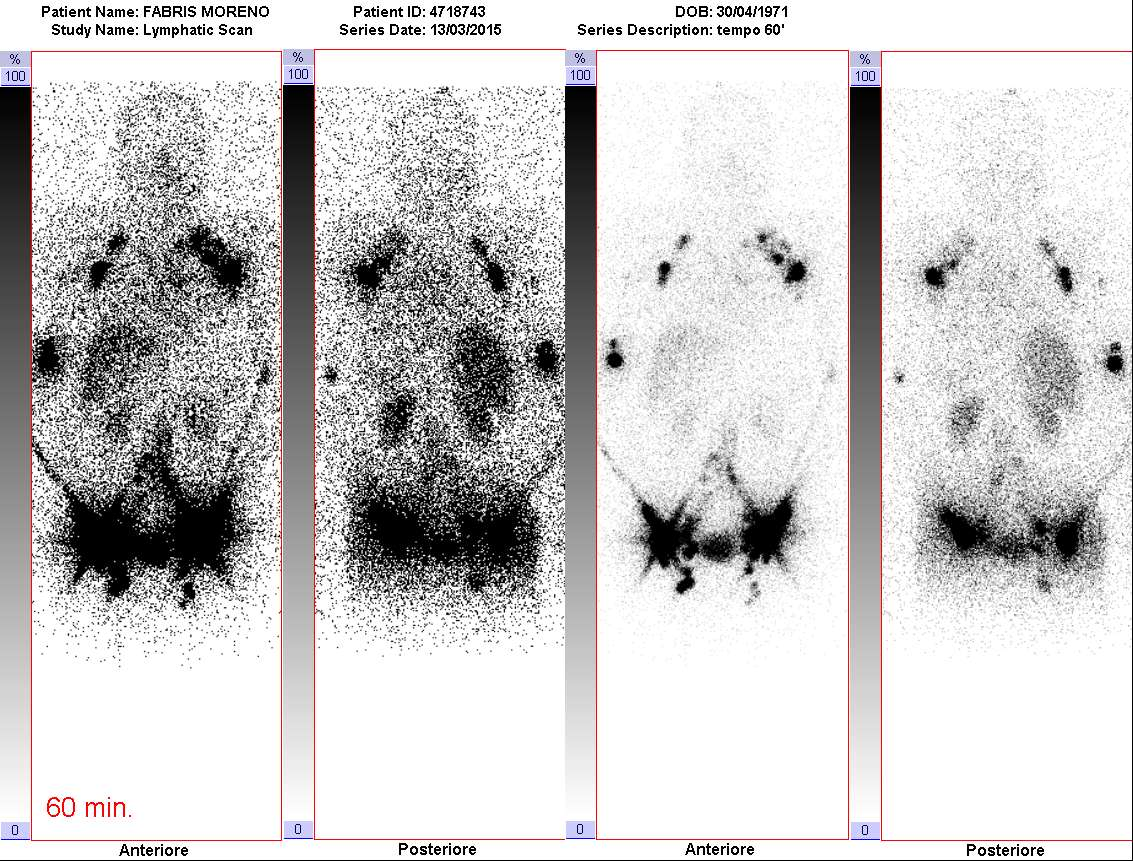 Patient Name: FABRIS MORENO Patient ID: 4718743 DOB: 30/04/1971
Study Name: Lymphatic Scan Series Date: 13/03/2015 Series Description: tempo 60'
% % % %
100 100 100 100
60 min.
0 0 0 0
Anteriore Posteriore Anteriore Posteriore